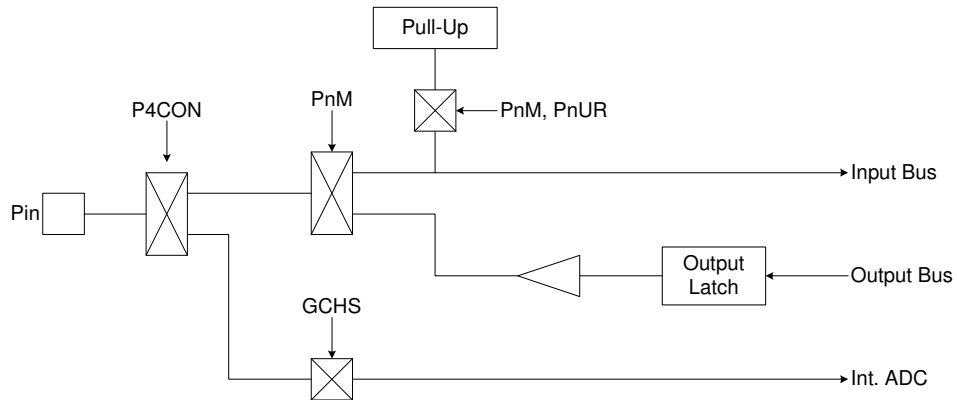 Pull-Up
PnM
P4CON
PnM, PnUR
Input Bus
Pin
Output
Latch
Output Bus
GCHS
Int. ADC